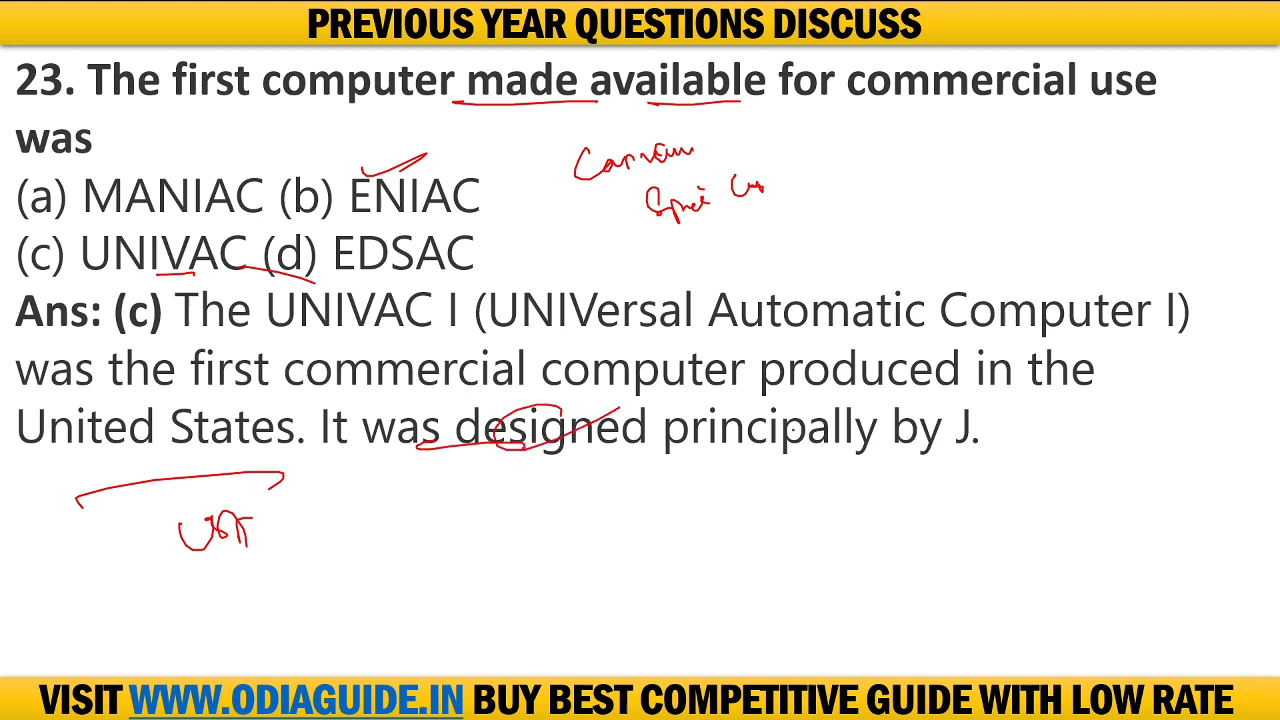 PREVIOUS YEAR QUESTIONS DISCUSS
23. The first computer made available for commercial use
was
(a) MANIAC (b) ENIAC
(c) UNIVAC (d) EDSAC
Ans: (c) The UNIVAC I (UNIVersal Automatic Computer I)
was the first commercial computer produced in the
United States. It was designed principally by J.
USA
VISIT WWW.ODIAGUIDE.IN BUY BEST COMPETITIVE GUIDE WITH LOW RATE